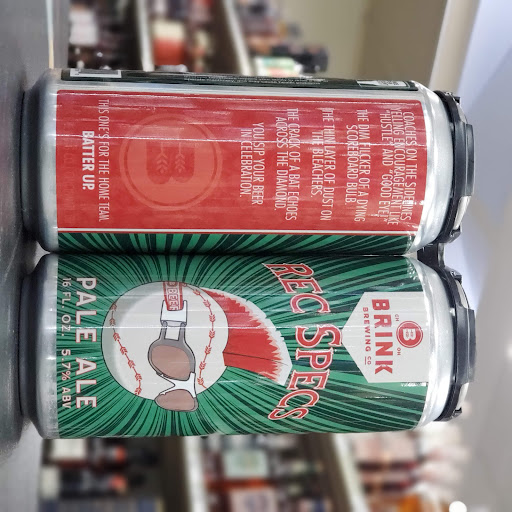 COACHES ON THE SIDELINES
YELLING ENCOURAGEMENT LIKE
"HUSTLE" AND "GOOD EYE!"
THE DIM FLICKER OF A DYING
SCOREBOARD BULB.
THE THIN LAYER OF DUST ON
THE BLEACHERS.
THE CRACK OF A BAT ECHOES
ACROSS THE DIAMOND.
YOU SIP YOUR BEER
IN CELEBRATION.
B
THIS ONE'S FOR THE HOME TEAM.
BATTER UP.
B
BRINK
BREWING CO
REC SPECS
BEER
PALE ALE
16 FL. OZ. 5.7% ABV